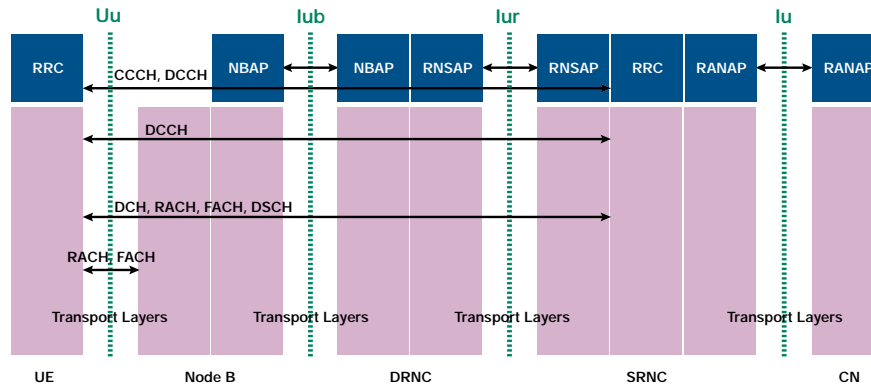 Uu Iub Iur Iu
RRC NBAP NBAP RNSAP RNSAP RRC RANAP RANAP
CCCH, DCCH
DCCH
DCH, RACH, FACH, DSCH
RACH, FACH
Transport Layers Transport Layers Transport Layers Transport Layers
UE Node B DRNC SRNC CN